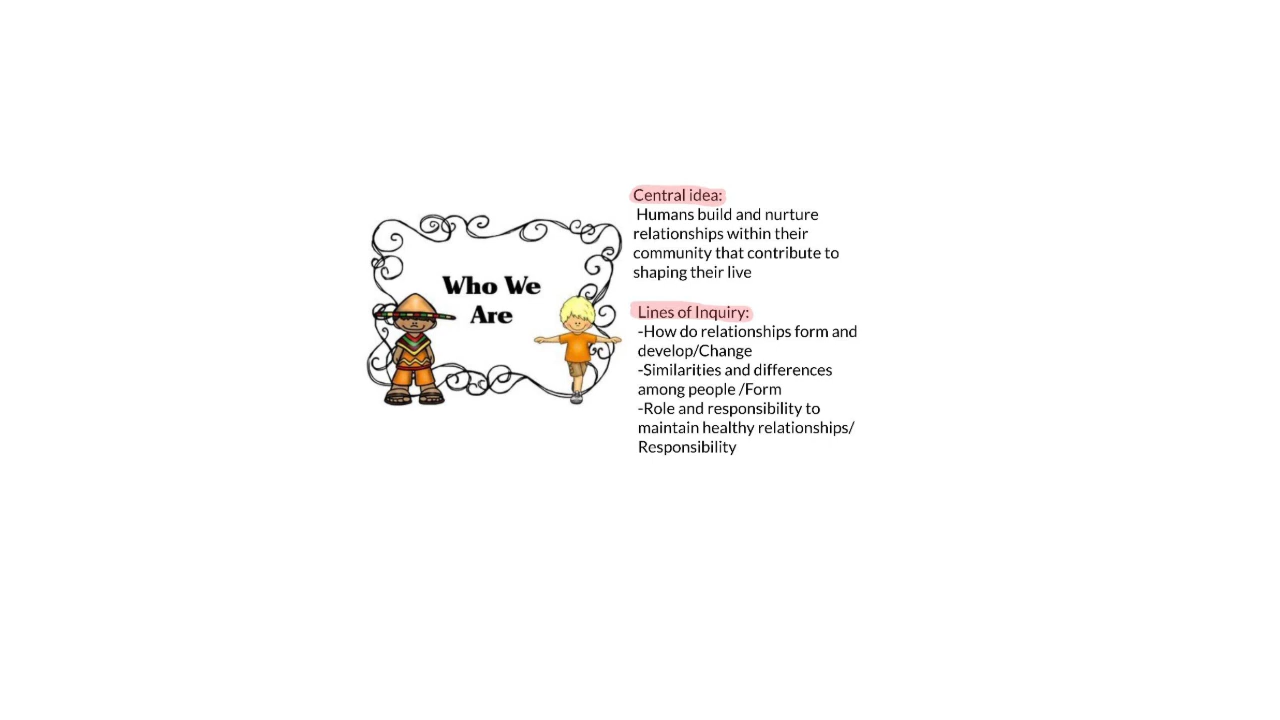 Who We
Are
Central idea:
Humans build and nurture
relationships within their
community that contribute to
shaping their live
Lines of Inquiry:
-How do relationships form and
develop/Change
-Similarities and differences
among people /Form
-Role and responsibility to
maintain healthy relationships/
Responsibility